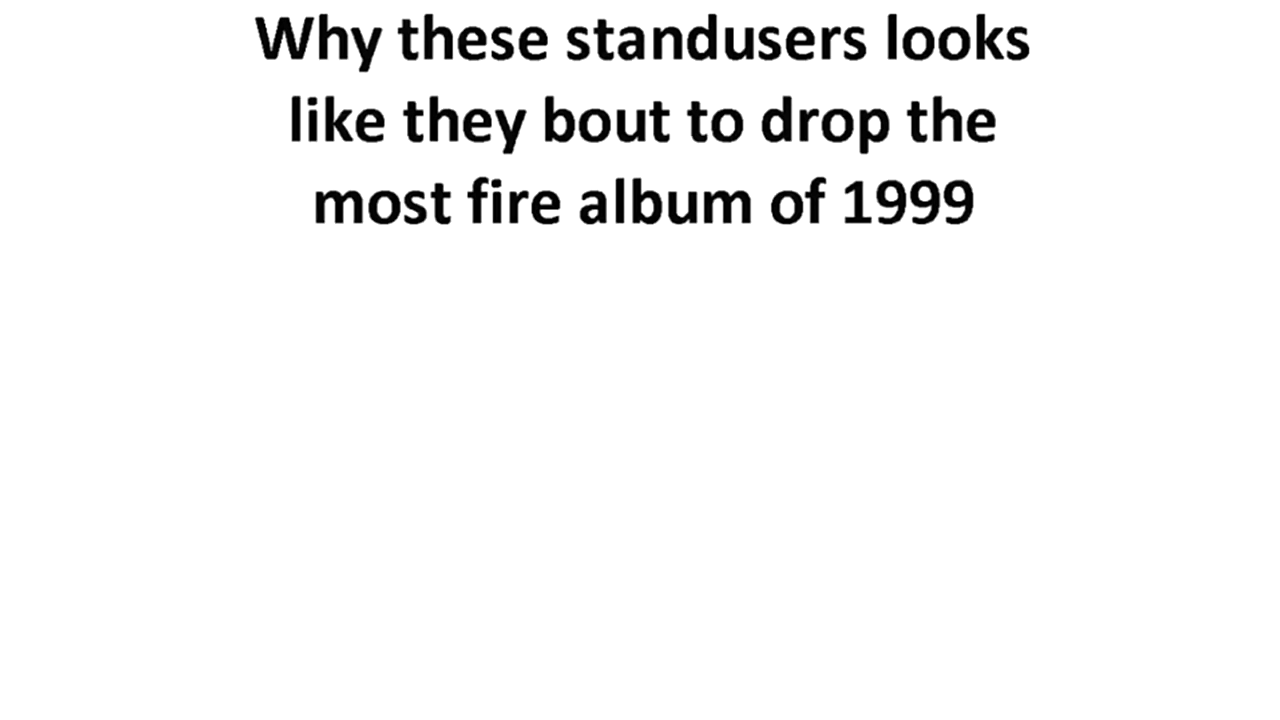 Why these standusers looks
like they bout to drop the
most fire album of 1999